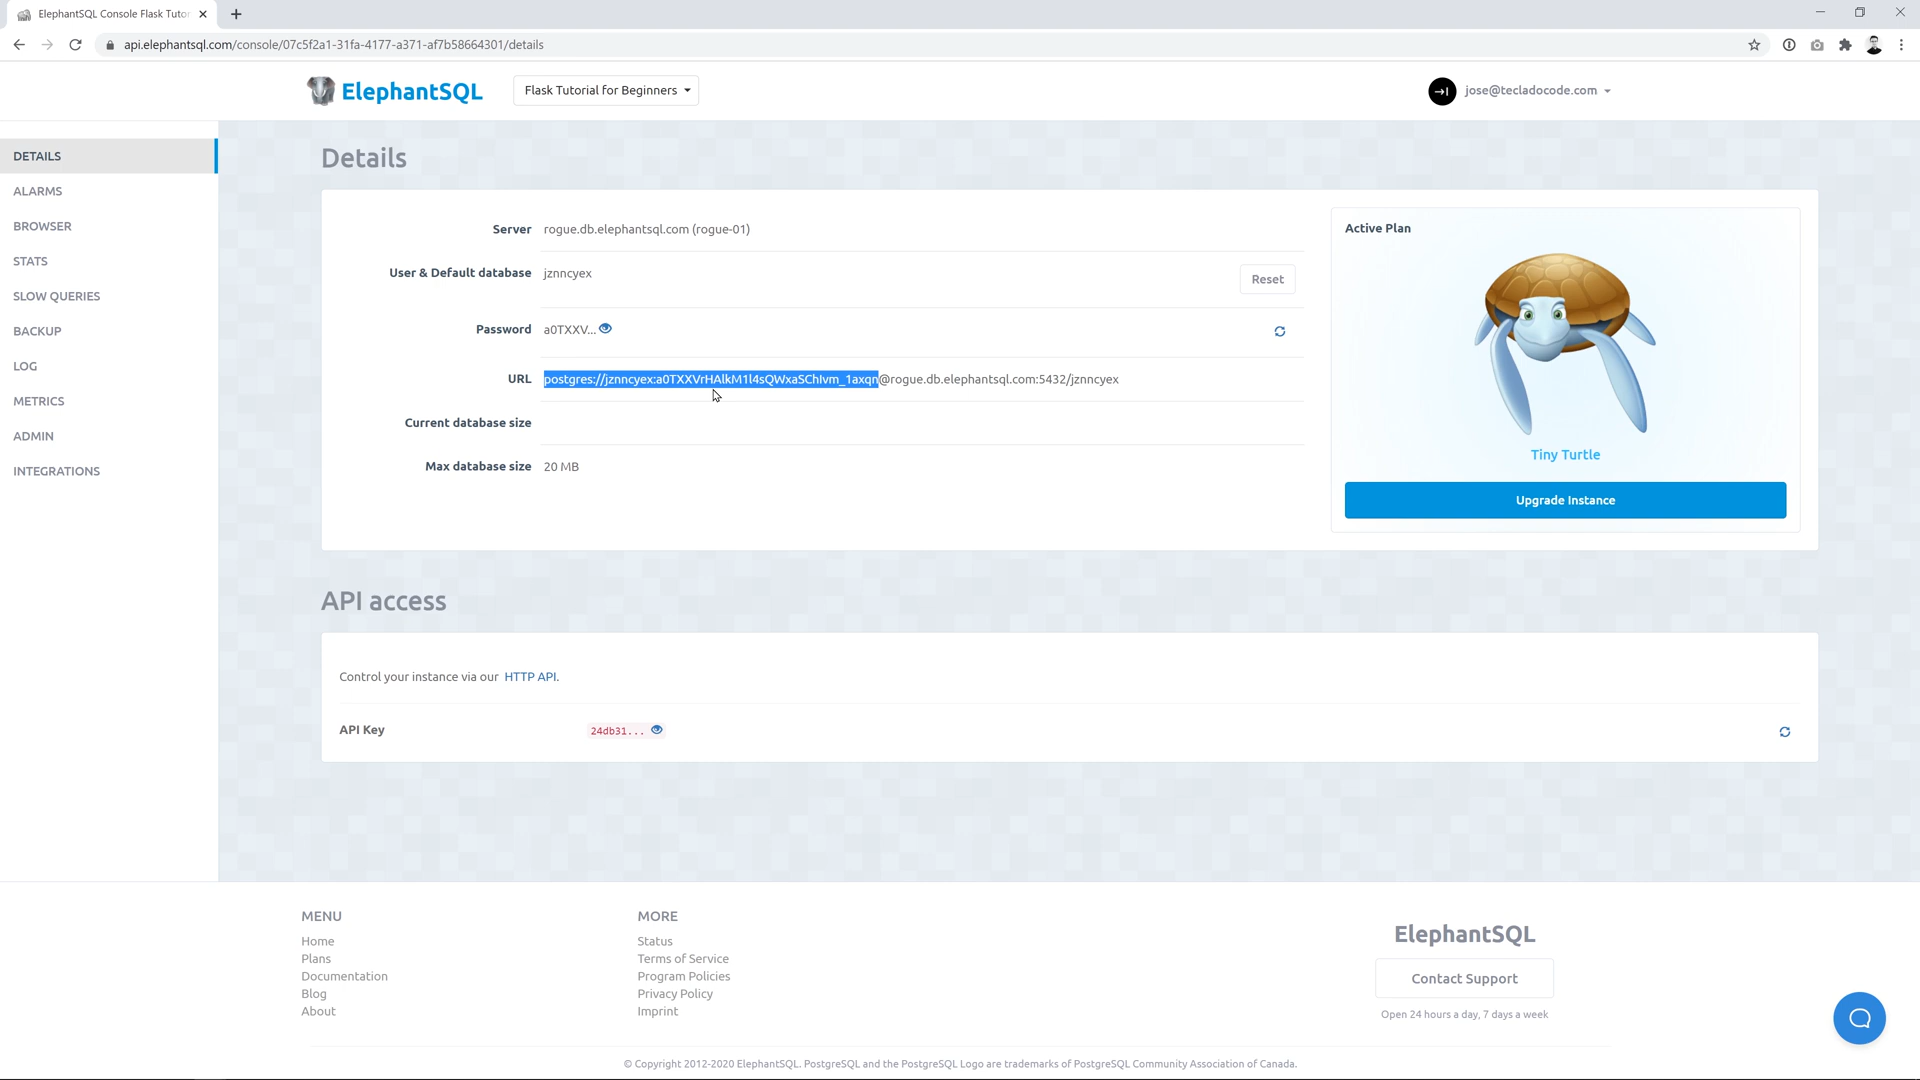 ElephantSQL Console Flask Tutor
api.elephantsql.com/console/07c5f2a1-31fa-4177-a371-af7b58664301/details
ElephantSQL
Flask Tutorial for Beginners
jose@tecladocode.com
DETAILS
ALARMS
BROWSER
STATS
SLOW QUERIES
BACKUP
LOG
METRICS
ADMIN
INTEGRATIONS
Details
Server rogue.db.elephantsql.com (rogue-01)
User & Default database jznncyex
Reset
Password a0TXXV...
URL postgres://jznncyex:a0TXXVrHAlkM1l4sQWxaSChIvm_1axqn@rogue.db.elephantsql.com:5432/jznncyex
Current database size
Max database size 20 MB
Active Plan
Tiny Turtle
Upgrade Instance
API access
Control your instance via our HTTP API.
API Key 24db31...
MENU
Home
Plans
Documentation
Blog
About
MORE
Status
Terms of Service
Program Policies
Privacy Policy
Imprint
ElephantSQL
Contact Support
Open 24 hours a day, 7 days a week
© Copyright 2012-2020 ElephantSQL. PostgreSQL and the PostgreSQL Logo are trademarks of PostgreSQL Community Association of Canada.